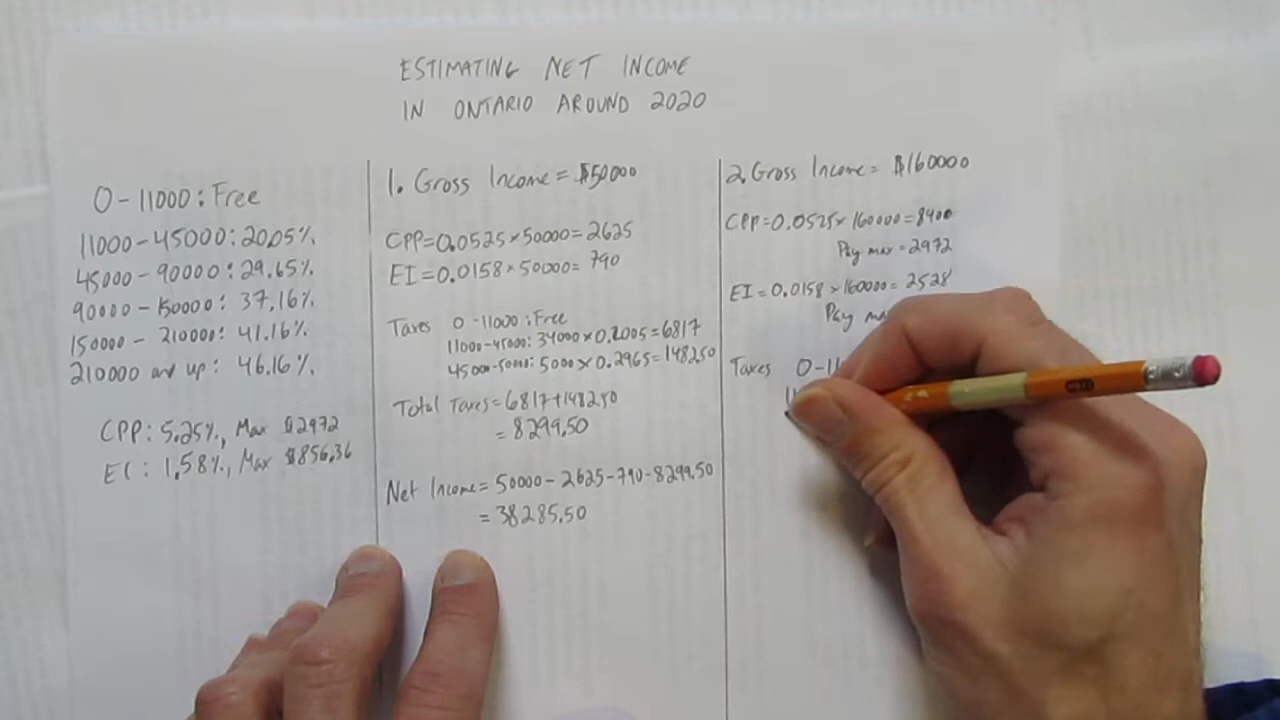 ESTIMATING NET INCOME
IN ONTARIO AROUND 2020
0-11000: Free
11000-45000: 20.05%
45000-90000: 29.65%
90000-150000: 37.16%
150000-210000: 41.16%
210000 and up: 46.16%
CPP: 5.25%, Max $2972
EI: 1.58%, Max $856.36
1. Gross Income = $50000
CPP=0.0525×50000=2625
EI=0.0158×50000=790
Taxes 0-11000: Free
11000-45000: 34000×0.2005=6817
45000-50000: 5000×0.2965=1482.50
Total Taxes=6817+1482.50
=8299.50
Net Income=50000-2625-790-8299.50
=38285.50
2. Gross Income = $160000
CPP=0.0525×160000=8400
Pay max=2972
EI=0.0158×160000=2528
Pay
Taxes 0-11